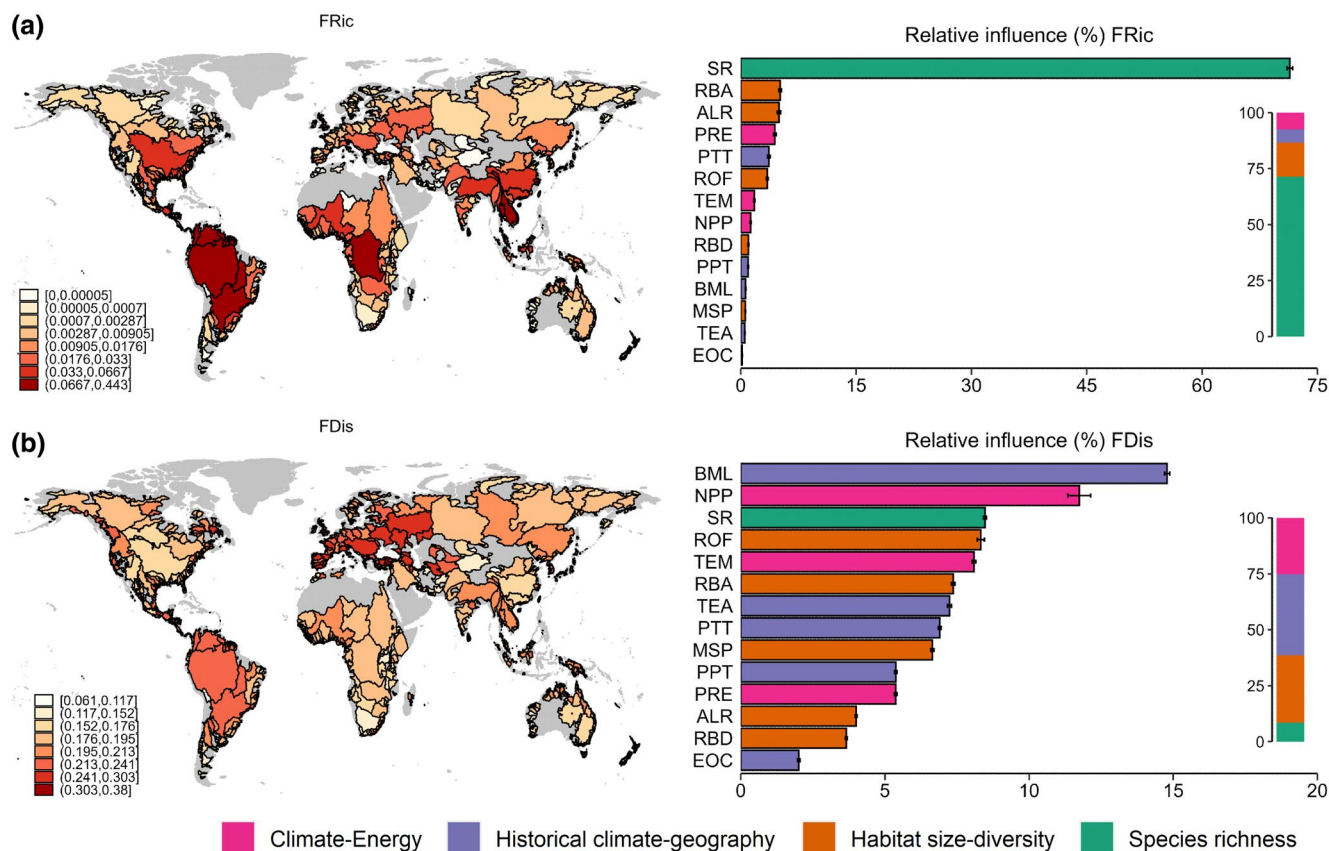 (a)
FRic
[0,0.00005]
(0.00005,0.0007]
(0.0007,0.00287]
(0.00287,0.00905]
(0.00905,0.0176]
(0.0176,0.033]
(0.033,0.0667]
(0.0667,0.443]
Relative influence (%) FRic
SR
RBA
ALR
PRE
PTT
ROF
TEM
NPP
RBD
PPT
BML
MSP
TEA
EOC
0 15 30 45 60 75
100
75
50
25
0
(b)
FDis
[0.061,0.117]
(0.117,0.152]
(0.152,0.176]
(0.176,0.195]
(0.195,0.213]
(0.213,0.241]
(0.241,0.303]
(0.303,0.38]
Relative influence (%) FDis
BML
NPP
SR
ROF
TEM
RBA
TEA
PTT
MSP
PPT
PRE
ALR
RBD
EOC
0 5 10 15 20
100
75
50
25
0
Climate-Energy Historical climate-geography Habitat size-diversity Species richness